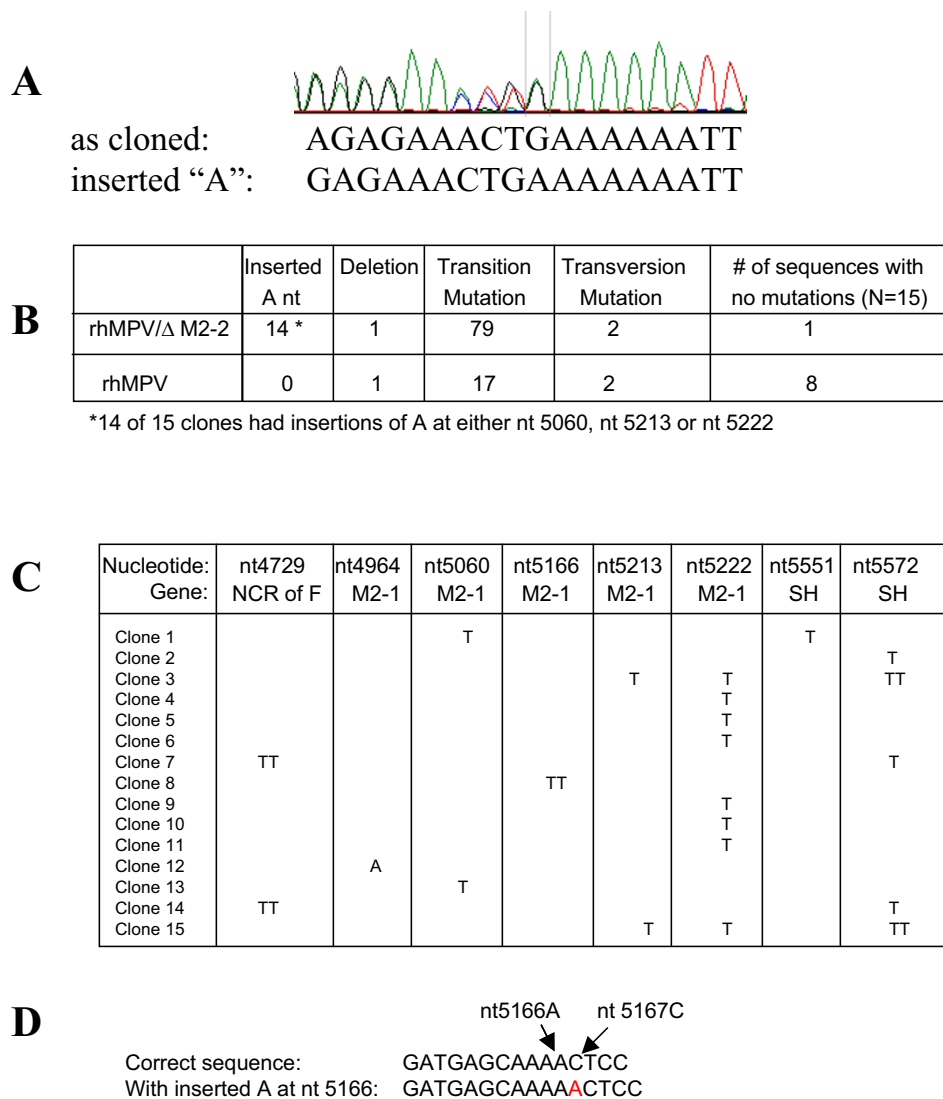 A
as cloned: AGAGAAACTGAAAAAATT
inserted “A”: GAGAAACTGAAAAAAATT
B
Inserted A nt Deletion Transition Mutation Transversion Mutation # of sequences with no mutations (N=15)
rhMPV/Δ M2-2 14 * 1 79 2 1
rhMPV 0 1 17 2 8
*14 of 15 clones had insertions of A at either nt 5060, nt 5213 or nt 5222
C
Nucleotide: nt4729 nt4964 nt5060 nt5166 nt5213 nt5222 nt5551 nt5572
Gene: NCR of F M2-1 M2-1 M2-1 M2-1 M2-1 SH SH
Clone 1 T T
Clone 2 T
Clone 3 T T TT
Clone 4 T
Clone 5 T
Clone 6 T
Clone 7 TT T
Clone 8 TT
Clone 9 T
Clone 10 T
Clone 11 T
Clone 12 A
Clone 13 T
Clone 14 TT T
Clone 15 T T TT
D
nt5166A nt 5167C
Correct sequence: GATGAGCAAAACTCC
With inserted A at nt 5166: GATGAGCAAAAACTCC